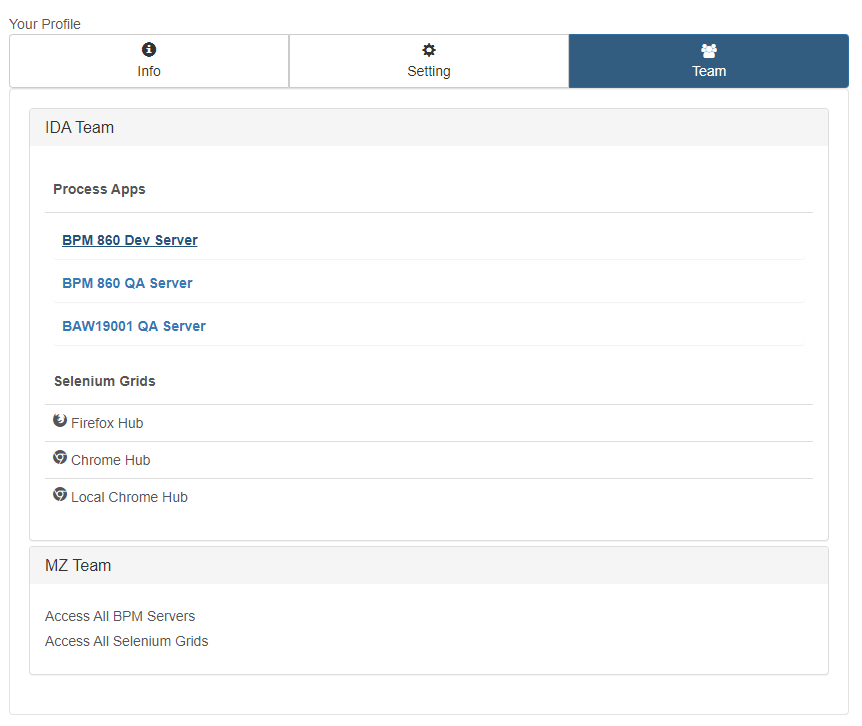 Your Profile
Info
Setting
Team
IDA Team
Process Apps
BPM 860 Dev Server
BPM 860 QA Server
BAW19001 QA Server
Selenium Grids
Firefox Hub
Chrome Hub
Local Chrome Hub
MZ Team
Access All BPM Servers
Access All Selenium Grids